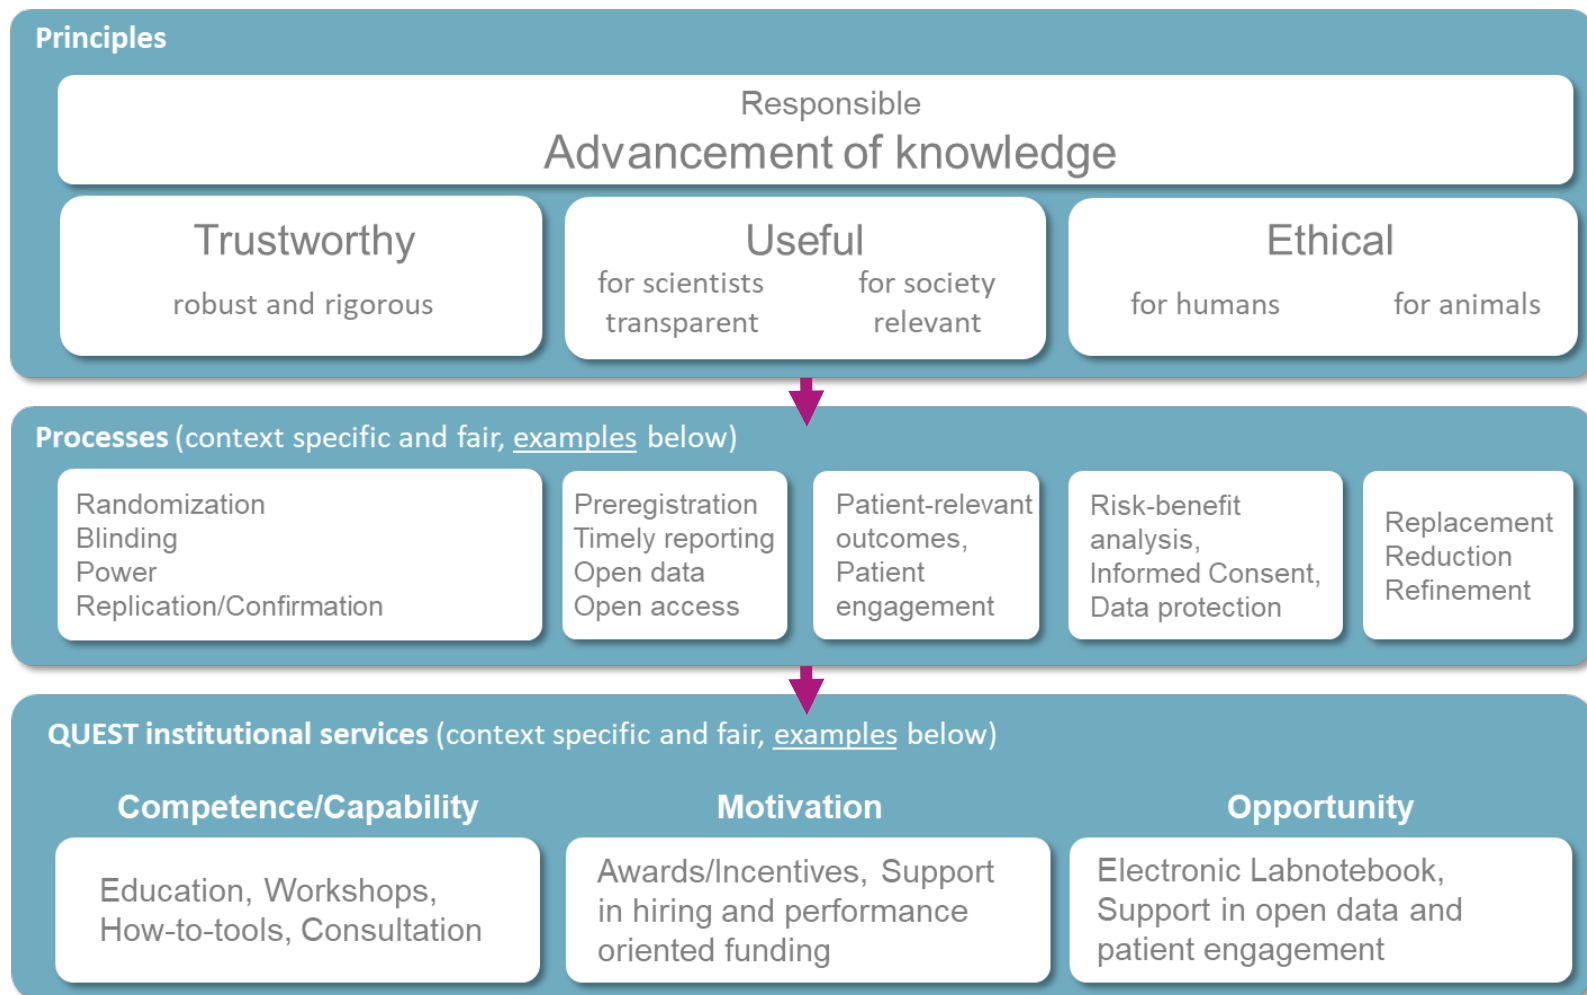 Principles
Responsible
Advancement of knowledge
Trustworthy
robust and rigorous
Useful
for scientists
transparent
for society
relevant
Ethical
for humans
for animals
Processes (context specific and fair, examples below)
Randomization
Blinding
Power
Replication/Confirmation
Preregistration
Timely reporting
Open data
Open access
Patient-relevant
outcomes,
Patient
engagement
Risk-benefit
analysis,
Informed Consent,
Data protection
Replacement
Reduction
Refinement
QUEST institutional services (context specific and fair, examples below)
Competence/Capability
Education, Workshops,
How-to-tools, Consultation
Motivation
Awards/Incentives, Support
in hiring and performance
oriented funding
Opportunity
Electronic Labnotebook,
Support in open data and
patient engagement